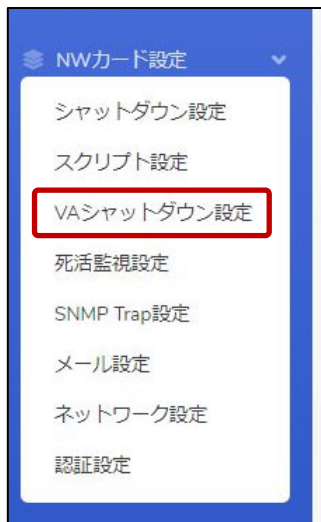 NWカード設定
シャットダウン設定
スクリプト設定
VAシャットダウン設定
死活監視設定
SNMP Trap設定
メール設定
ネットワーク設定
認証設定